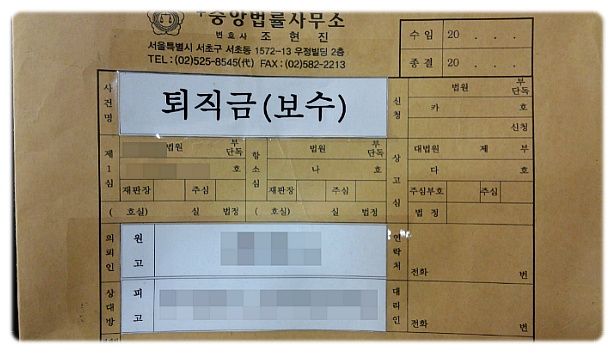 중앙법률사무소
변호사 조현진
서울특별시 서초구 서초동 1572-13 우정빌딩 2층
TEL:(02)525-8545(代) FAX:(02)582-2213
수임 20 . . .
종결 20 . . .
사건명 퇴직금(보수) 신청 법원 부 단독
카 호
신청
제1심 법원 부 단독 항소심 법원 부 단독 상고심 대법원 제 부
호 나 호 다 호
재판장 주심 재판장 주심 주심부호 주심
( 호실) 실 법정 ( 호실) 실 법정 법정
의뢰인 원고 연락처 전화 번
상대방 피고 대리인 전화 번